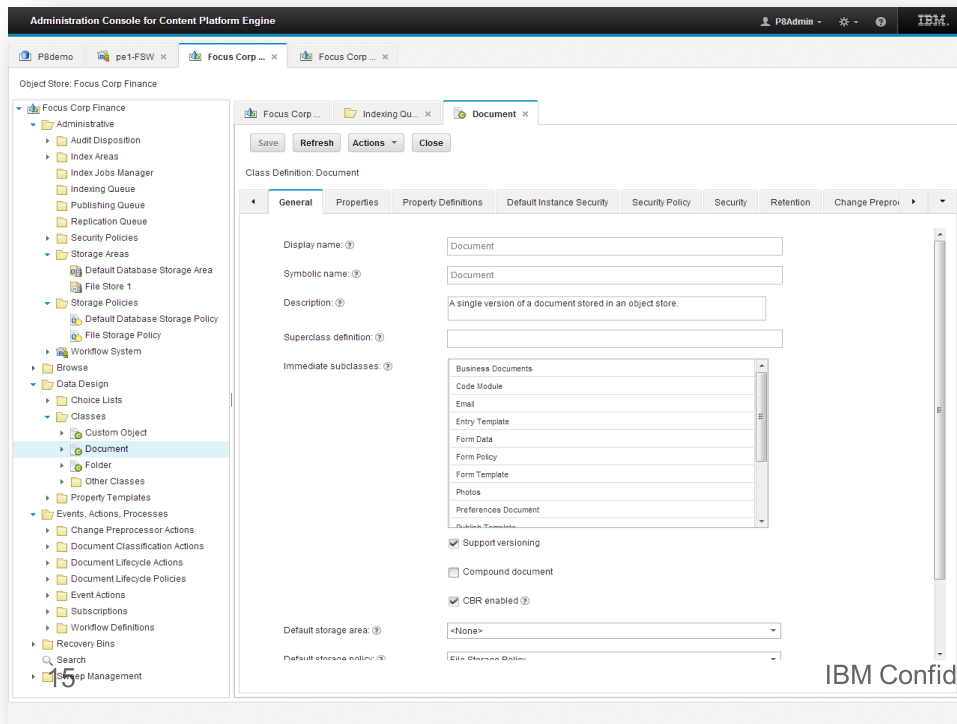 Administration Console for Content Platform Engine
P8Admin
IBM.
P8demo
pe1-FSW ×
Focus Corp ... ×
Focus Corp ... ×
Object Store: Focus Corp Finance
Focus Corp Finance
Administrative
Audit Disposition
Index Areas
Index Jobs Manager
Indexing Queue
Publishing Queue
Replication Queue
Security Policies
Storage Areas
Default Database Storage Area
File Store 1
Storage Policies
Default Database Storage Policy
File Storage Policy
Workflow System
Browse
Data Design
Choice Lists
Classes
Custom Object
Document
Folder
Other Classes
Property Templates
Events, Actions, Processes
Change Preprocessor Actions
Document Classification Actions
Document Lifecycle Actions
Document Lifecycle Policies
Event Actions
Subscriptions
Workflow Definitions
Recovery Bins
Search
Sweep Management
15
Focus Corp ...
Indexing Qu... ×
Document ×
Save
Refresh
Actions
Close
Class Definition: Document
General
Properties
Property Definitions
Default Instance Security
Security Policy
Security
Retention
Change Preproc
Display name: ?
Document
Symbolic name: ?
Document
Description: ?
A single version of a document stored in an object store.
Superclass definition: ?
Immediate subclasses: ?
Business Documents
Code Module
Email
Entry Template
Form Data
Form Policy
Form Template
Photos
Preferences Document
Publish Template
Support versioning
Compound document
CBR enabled ?
Default storage area: ?
<None>
Default storage policy: ?
File Storage Policy
IBM Confid